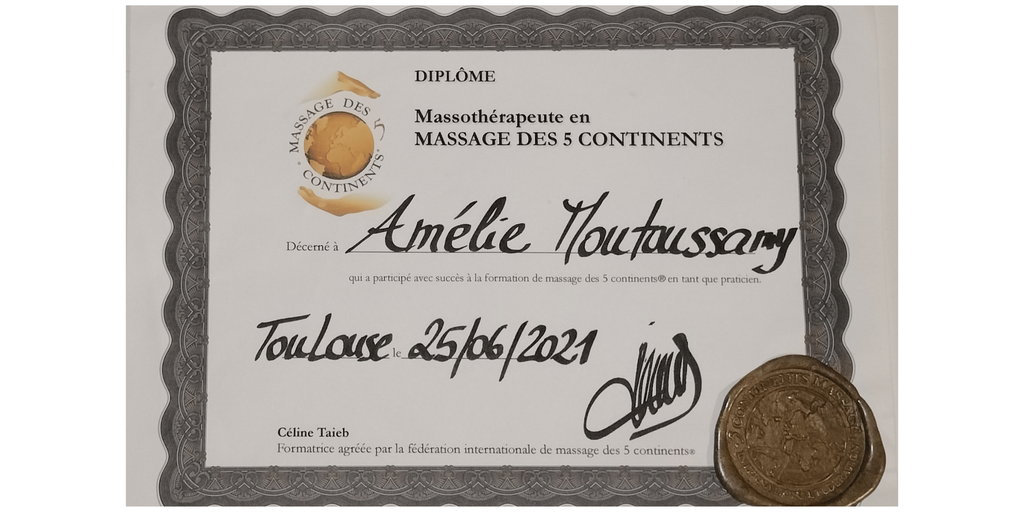 DIPLÔME
MASSAGE DES 5 CONTINENTS
Massothérapeute en
MASSAGE DES 5 CONTINENTS
Décerné à Amélie Moutoussamy
qui a participé avec succès à la formation de massage des 5 continents® en tant que praticien.
Toulouse le 25/06/2021
Céline Taieb
Formatrice agréée par la fédération internationale de massage des 5 continents®